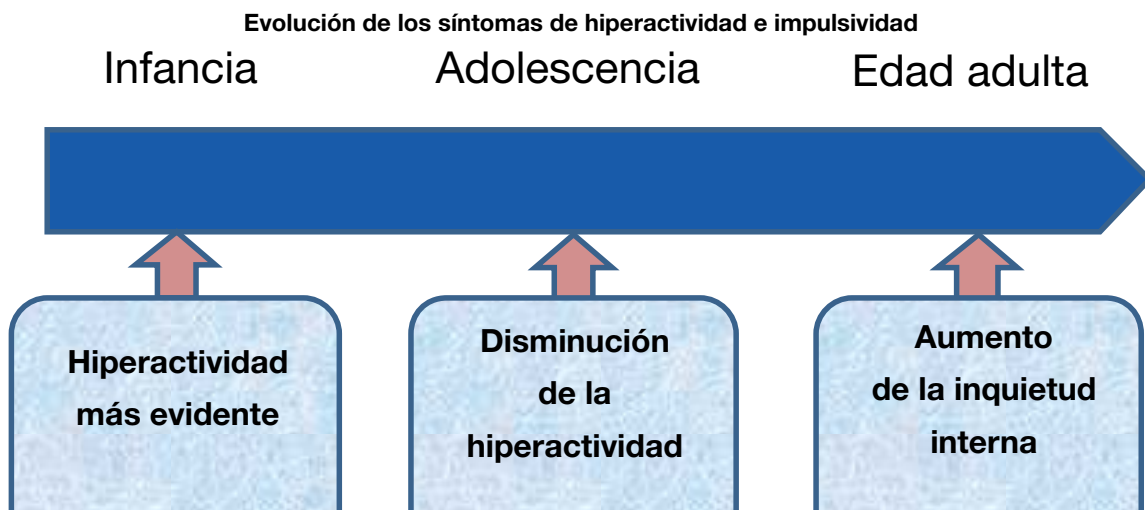 Evolución de los síntomas de hiperactividad e impulsividad
Infancia
Adolescencia
Edad adulta
Hiperactividad
más evidente
Disminución
de la
hiperactividad
Aumento
de la inquietud
interna